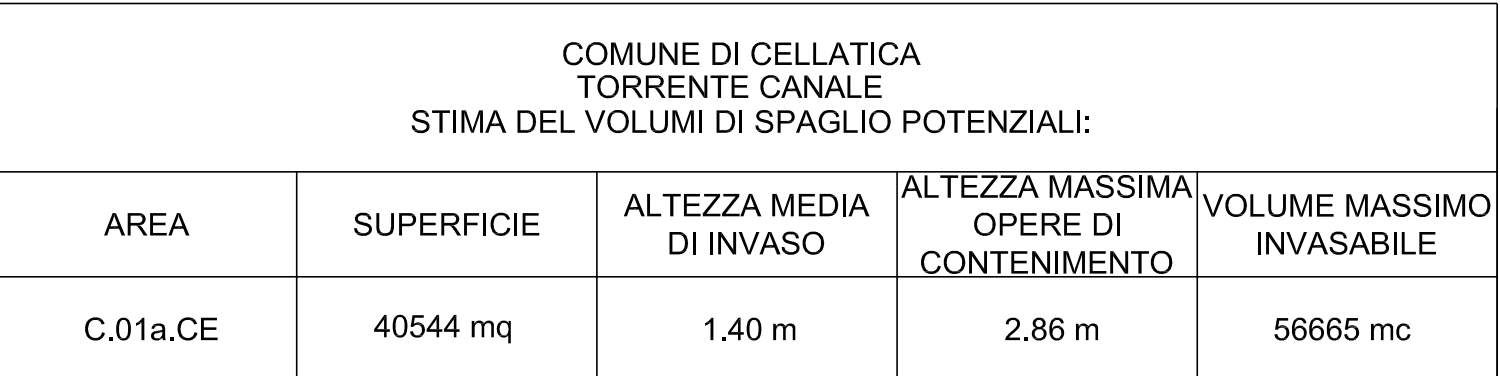 COMUNE DI CELLATICA
TORRENTE CANALE
STIMA DEL VOLUMI DI SPAGLIO POTENZIALI:
AREA
SUPERFICIE
ALTEZZA MEDIA
DI INVASO
ALTEZZA MASSIMA
OPERE DI
CONTENIMENTO
VOLUME MASSIMO
INVASABILE
C.01a.CE
40544 mq
1.40 m
2.86 m
56665 mc